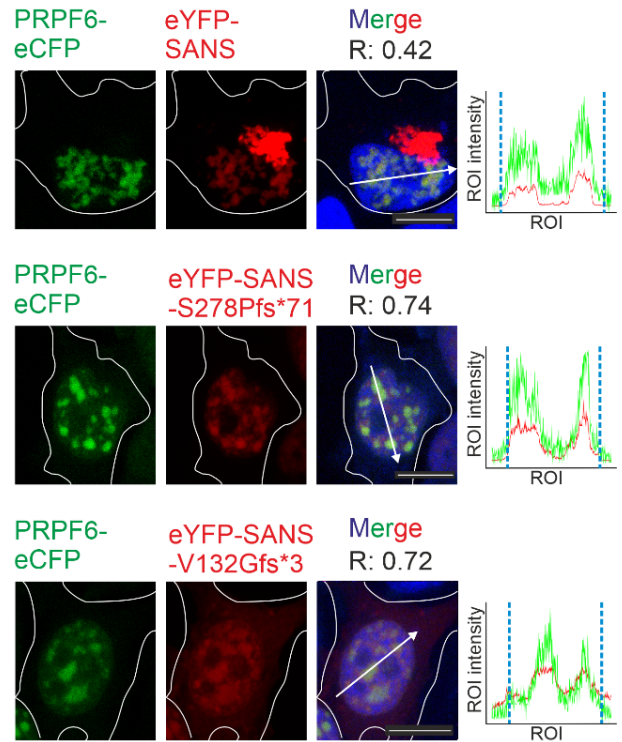 PRPF6-
eCFP
eYFP-
SANS
Merge
R: 0.42
ROI intensity
ROI
PRPF6-
eCFP
eYFP-SANS
-S278Pfs*71
Merge
R: 0.74
ROI intensity
ROI
PRPF6-
eCFP
eYFP-SANS
-V132Gfs*3
Merge
R: 0.72
ROI intensity
ROI